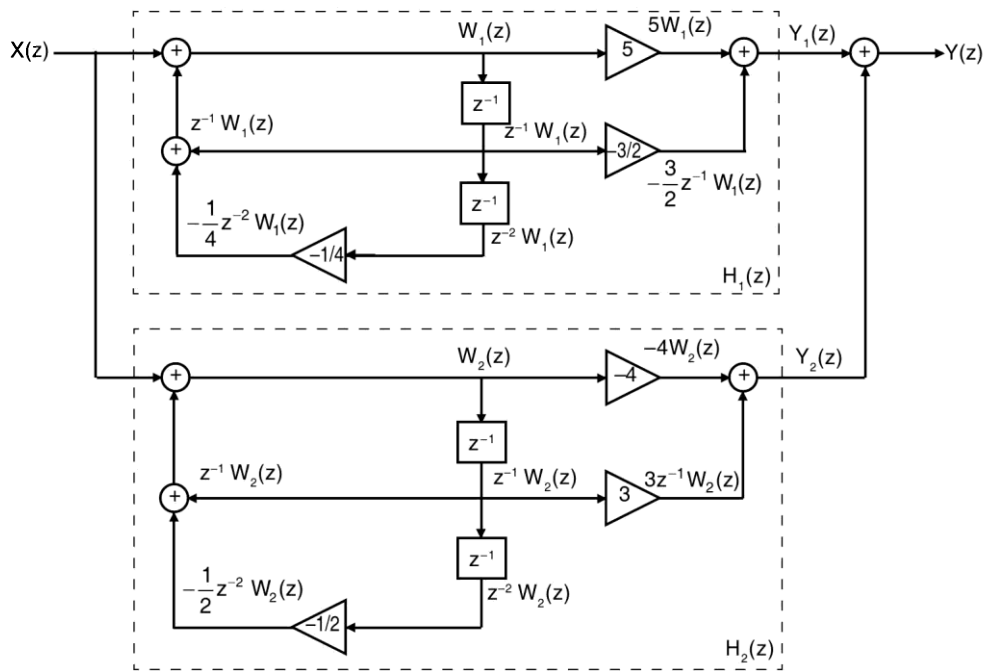 X(z)
+
W₁(z)
5
5W₁(z)
+
Y₁(z)
+
Y(z)
z⁻¹
z⁻¹ W₁(z)
+
z⁻¹ W₁(z)
–3/2
–3/2 z⁻¹ W₁(z)
z⁻¹
–1/4 z⁻² W₁(z)
–1/4
z⁻² W₁(z)
H₁(z)
+
W₂(z)
–4
–4W₂(z)
+
Y₂(z)
z⁻¹
z⁻¹ W₂(z)
+
z⁻¹ W₂(z)
3
3z⁻¹ W₂(z)
z⁻¹
–1/2 z⁻² W₂(z)
–1/2
z⁻² W₂(z)
H₂(z)